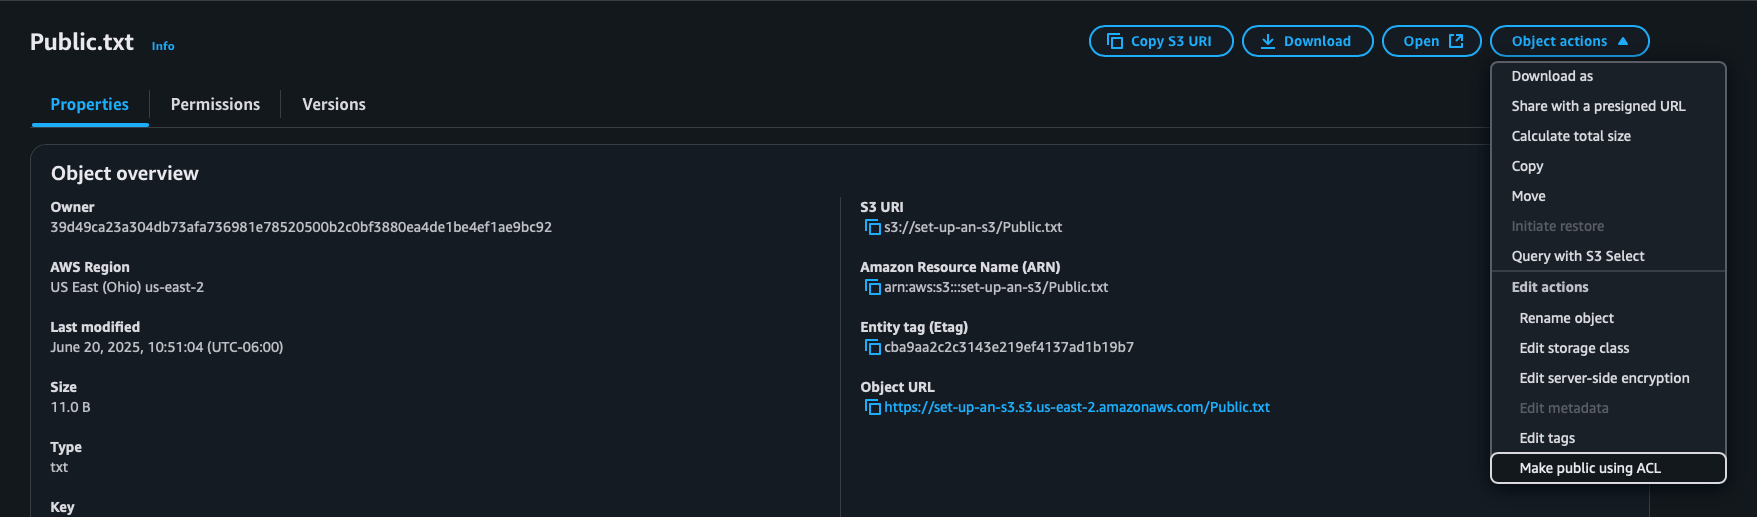 Public.txt Info
Copy S3 URI
Download
Open
Object actions
Download as
Share with a presigned URL
Calculate total size
Copy
Move
Initiate restore
Query with S3 Select
Edit actions
Rename object
Edit storage class
Edit server-side encryption
Edit metadata
Edit tags
Make public using ACL
Properties
Permissions
Versions
Object overview
Owner
39d49ca23a304db73afa736981e78520500b2c0bf3880ea4de1be4ef1ae9bc92
AWS Region
US East (Ohio) us-east-2
Last modified
June 20, 2025, 10:51:04 (UTC-06:00)
Size
11.0 B
Type
txt
Key
S3 URI
s3://set-up-an-s3/Public.txt
Amazon Resource Name (ARN)
arn:aws:s3:::set-up-an-s3/Public.txt
Entity tag (Etag)
cba9aa2c2c3143e219ef4137ad1b19b7
Object URL
https://set-up-an-s3.s3.us-east-2.amazonaws.com/Public.txt